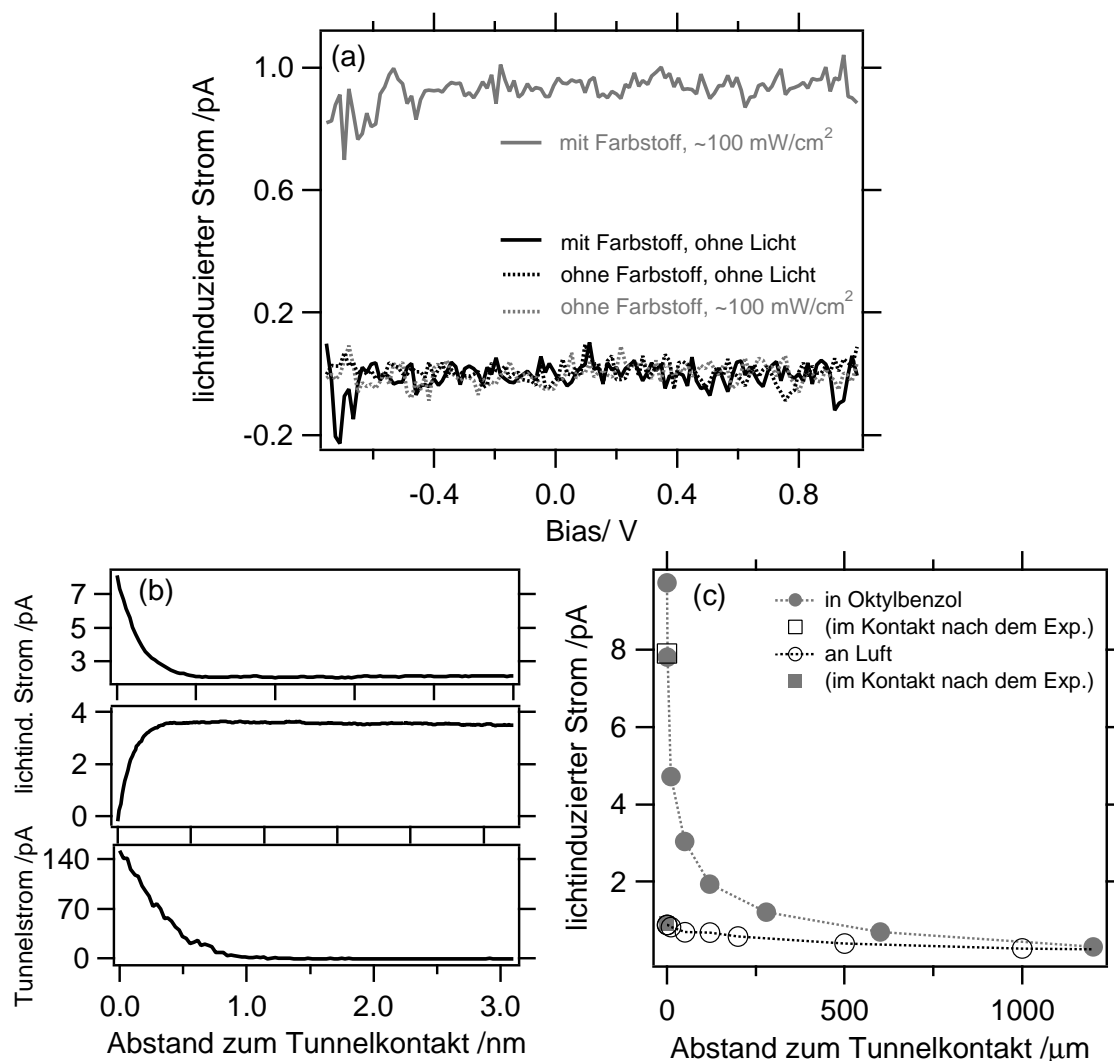 (a)
lichtinduzierter Strom /pA
1.0
0.6
0.2
-0.2
mit Farbstoff, ~100 mW/cm²
mit Farbstoff, ohne Licht
ohne Farbstoff, ohne Licht
ohne Farbstoff, ~100 mW/cm²
-0.4
0.0
0.4
0.8
Bias/ V
(b)
lichtind. Strom /pA
7
5
3
4
2
0
Tunnelstrom /pA
140
70
0
0.0
1.0
2.0
3.0
Abstand zum Tunnelkontakt /nm
(c)
lichtinduzierter Strom /pA
8
6
4
2
in Oktylbenzol
(im Kontakt nach dem Exp.)
an Luft
(im Kontakt nach dem Exp.)
0
500
1000
Abstand zum Tunnelkontakt /μm